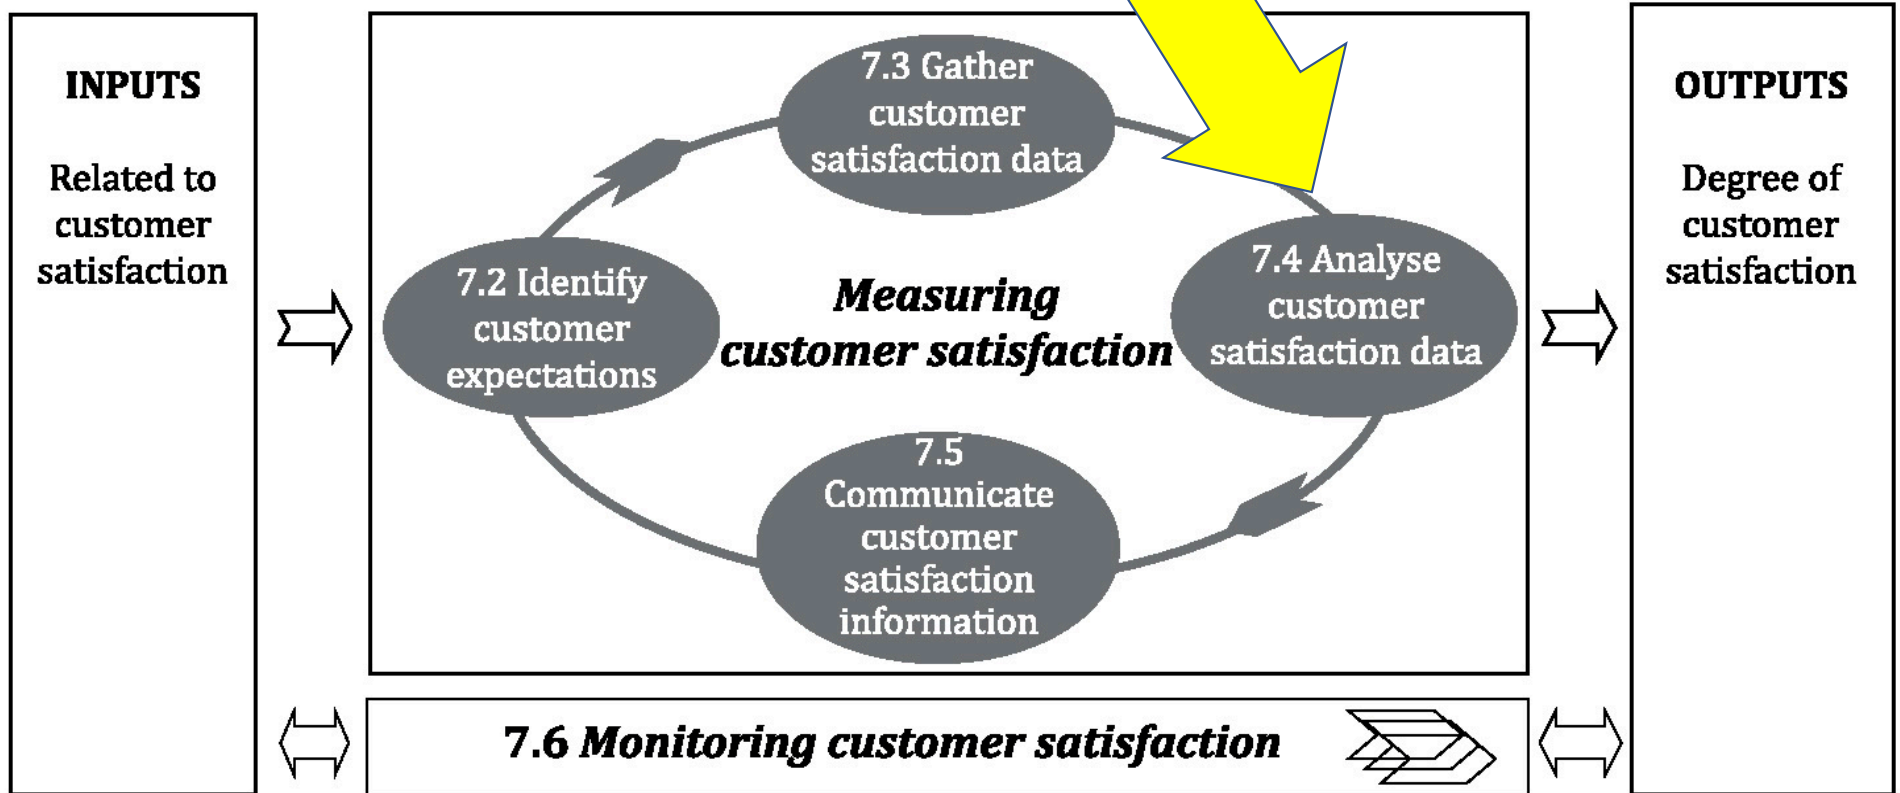 INPUTS
Related to
customer
satisfaction
7.3 Gather
customer
satisfaction data
7.2 Identify
customer
expectations
Measuring
customer satisfaction
7.4 Analyse
customer
satisfaction data
7.5
Communicate
customer
satisfaction
information
7.6 Monitoring customer satisfaction
OUTPUTS
Degree of
customer
satisfaction